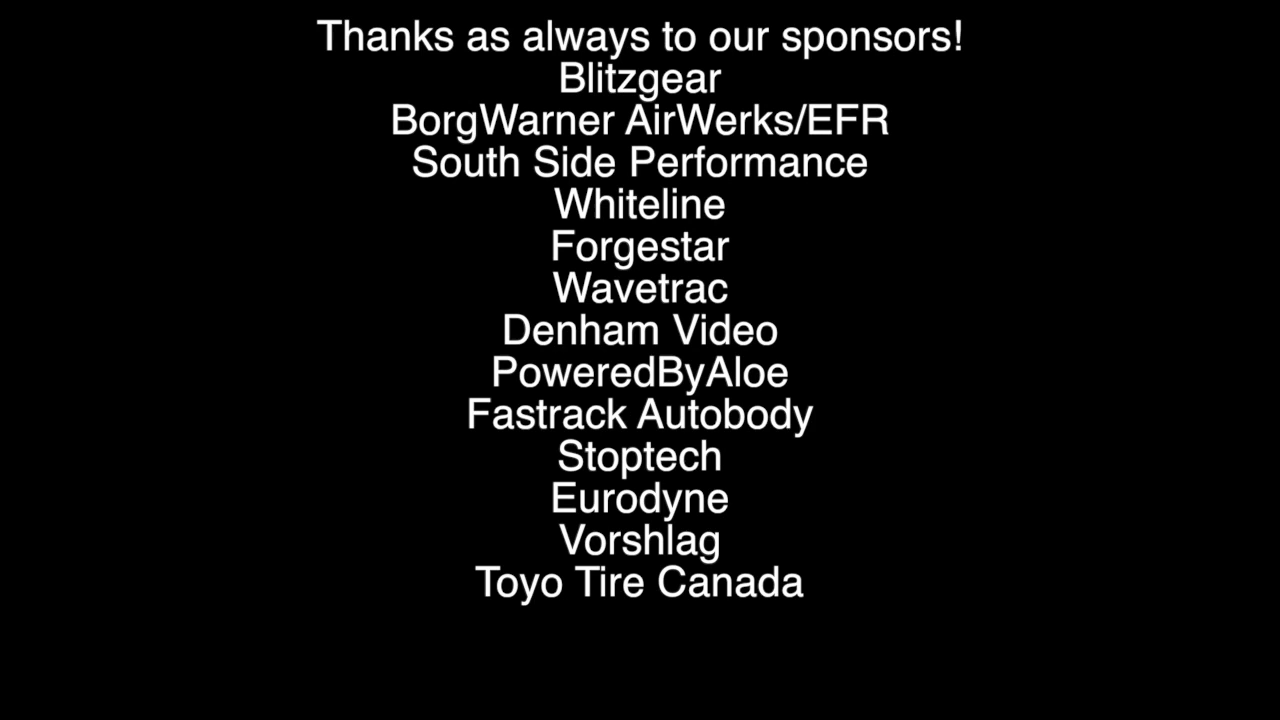 Thanks as always to our sponsors!
Blitzgear
BorgWarner AirWerks/EFR
South Side Performance
Whiteline
Forgestar
Wavetrac
Denham Video
PoweredByAloe
Fastrack Autobody
Stoptech
Eurodyne
Vorshlag
Toyo Tire Canada